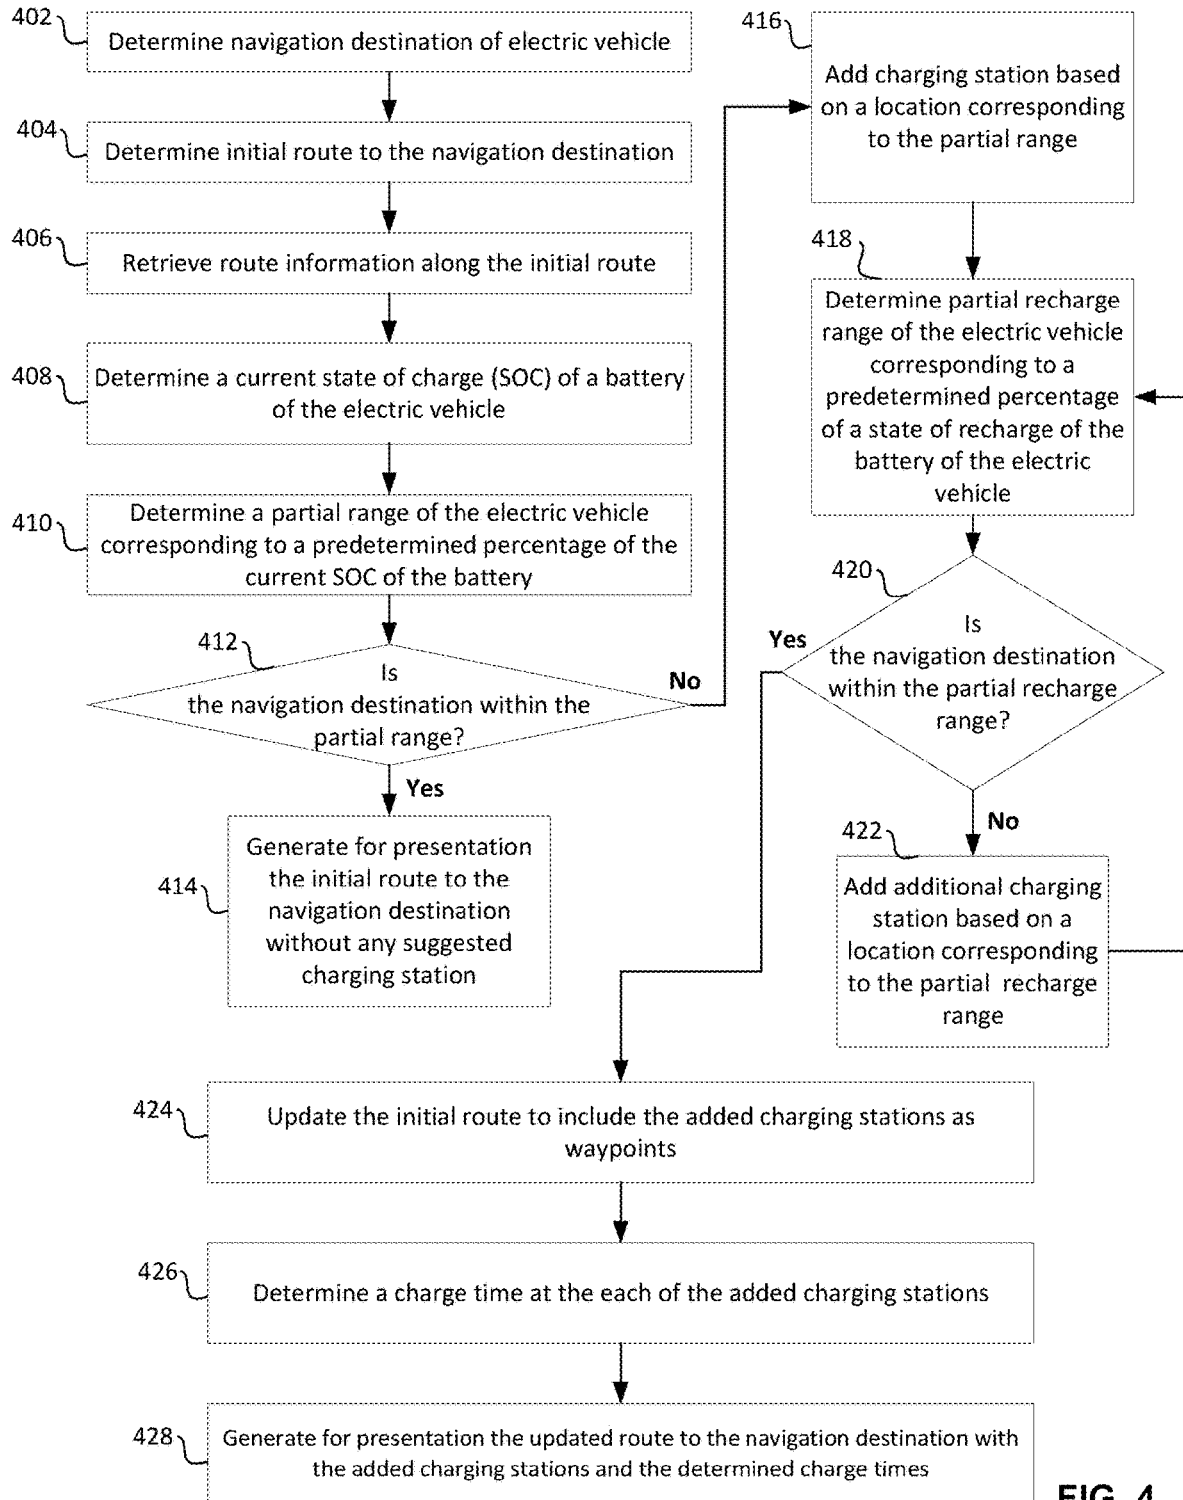 402
Determine navigation destination of electric vehicle
404
Determine initial route to the navigation destination
406
Retrieve route information along the initial route
408
Determine a current state of charge (SOC) of a battery
of the electric vehicle
410
Determine a partial range of the electric vehicle
corresponding to a predetermined percentage of the
current SOC of the battery
412
Is
the navigation destination within the
partial range?
No
Yes
414
Generate for presentation
the initial route to the
navigation destination
without any suggested
charging station
416
Add charging station based
on a location corresponding
to the partial range
418
Determine partial recharge
range of the electric vehicle
corresponding to a
predetermined percentage
of a state of recharge of the
battery of the electric
vehicle
420
Is
the navigation destination
within the partial recharge
range?
Yes
No
422
Add additional charging
station based on a
location corresponding
to the partial recharge
range
424
Update the initial route to include the added charging stations as
waypoints
426
Determine a charge time at the each of the added charging stations
428
Generate for presentation the updated route to the navigation destination with
the added charging stations and the determined charge times
FIG. 4